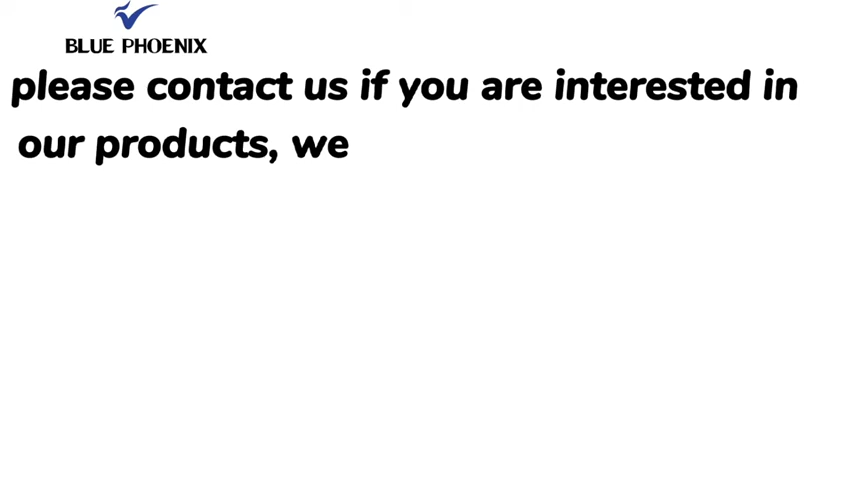 BLUE PHOENIX
please contact us if you are interested in
our products, we